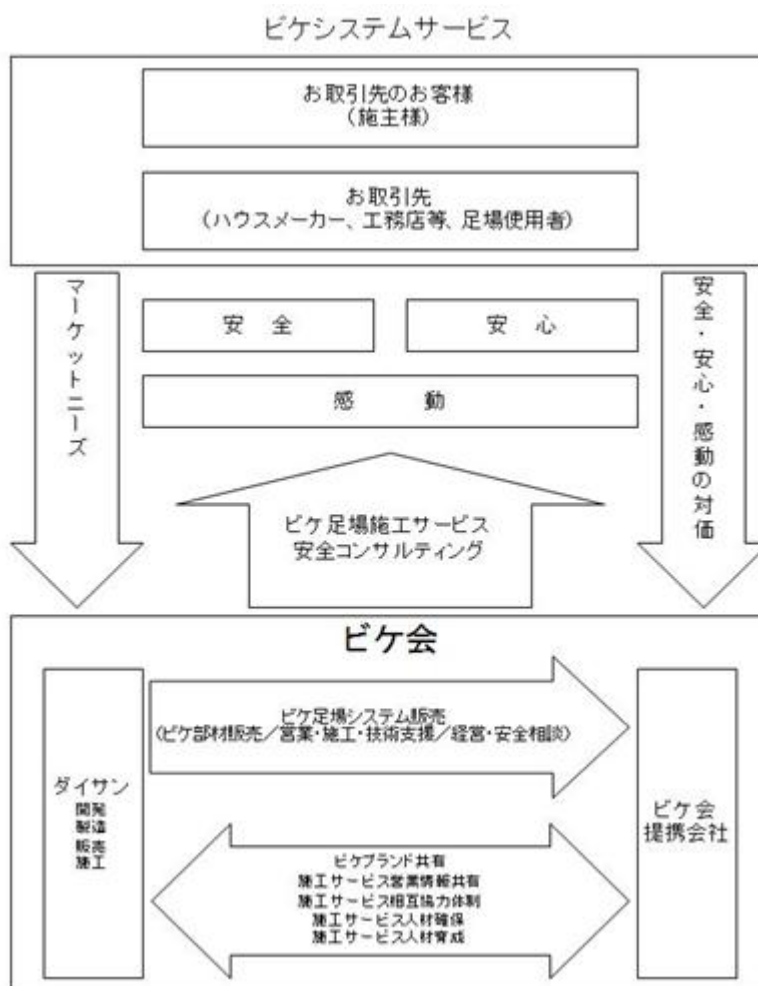 ビケシステムサービス
お取引先のお客様
(施主様)
お取引先
(ハウスメーカー、工務店等、足場使用者)
マーケットニーズ
安 全
安 心
安全・安心・感動の対価
感 動
ビケ足場施工サービス
安全コンサルティング
ビケ会
ビケ足場システム販売
(ビケ部材販売/営業・施工・技術支援/経営・安全相談)
ダイサン
開発
製造
販売
施工
ビケ会
提携会社
ビケブランド共有
施工サービス営業情報共有
施工サービス相互協力体制
施工サービス人材確保
施工サービス人材育成